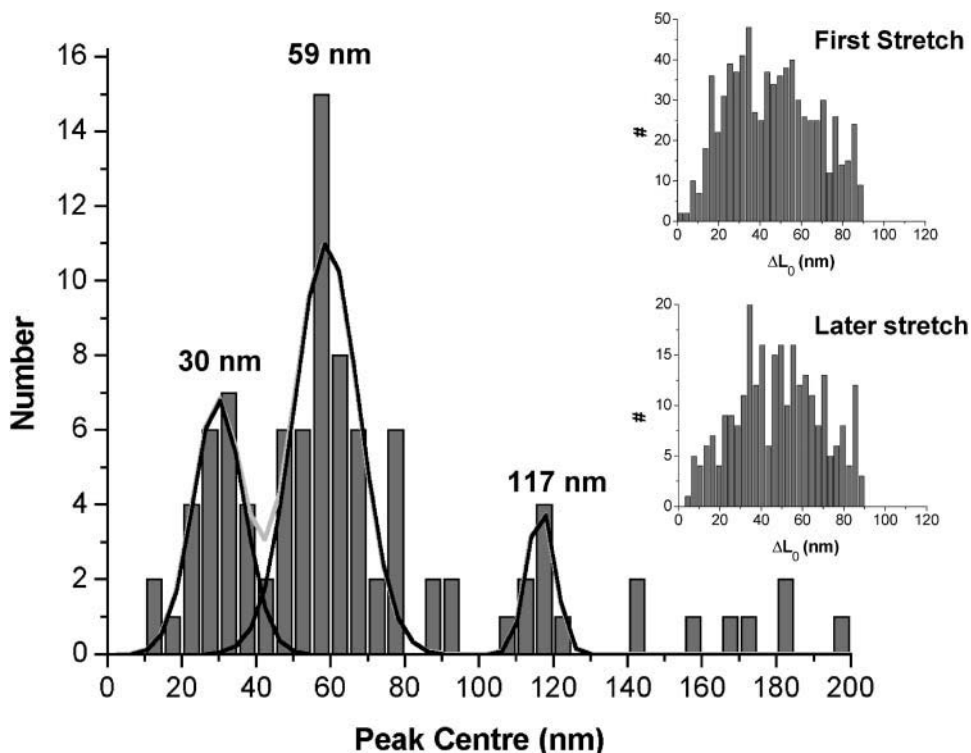 59 nm
30 nm
117 nm
16
14
12
10
8
6
4
2
0
Number
0 20 40 60 80 100 120 140 160 180 200
Peak Centre (nm)
First Stretch
50
40
30
20
10
0
#
0 20 40 60 80 100 120
ΔL₀ (nm)
Later stretch
20
15
10
5
0
#
0 20 40 60 80 100 120
ΔL₀ (nm)